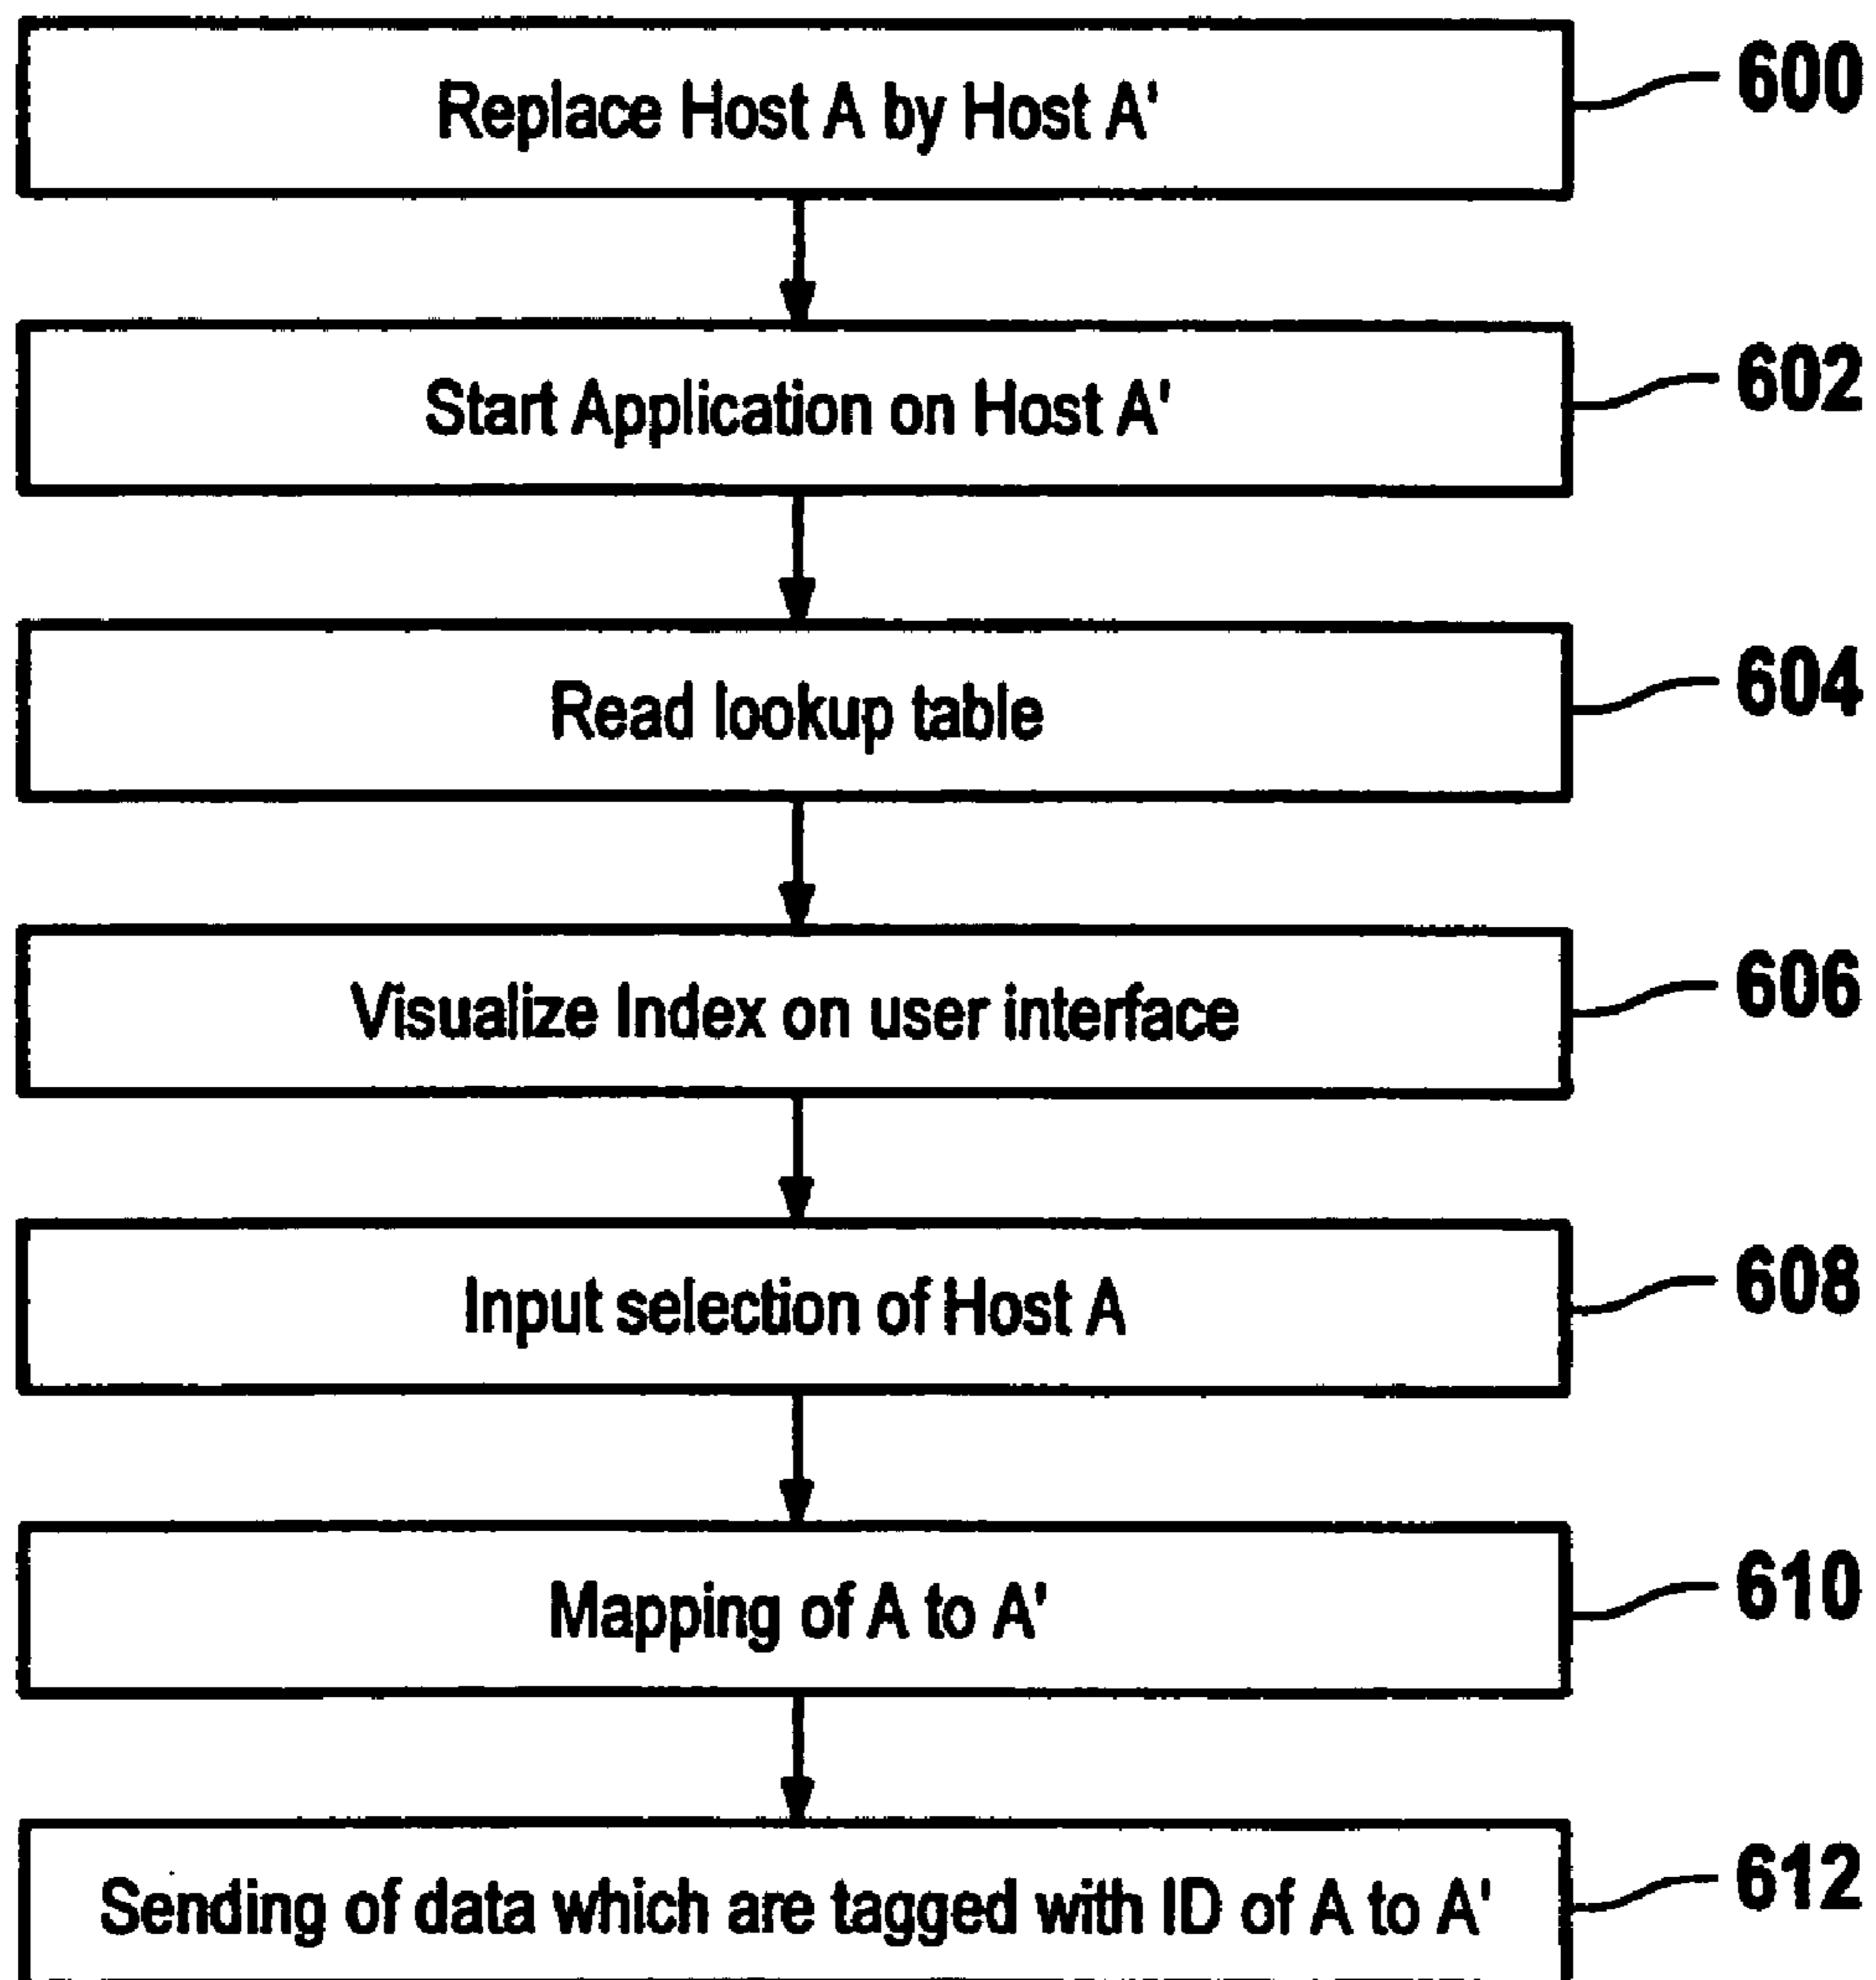 Replace Host A by Host A' 600
Start Application on Host A' 602
Read lookup table 604
Visualize Index on user interface 606
Input selection of Host A 608
Mapping of A to A' 610
Sending of data which are tagged with ID of A to A' 612